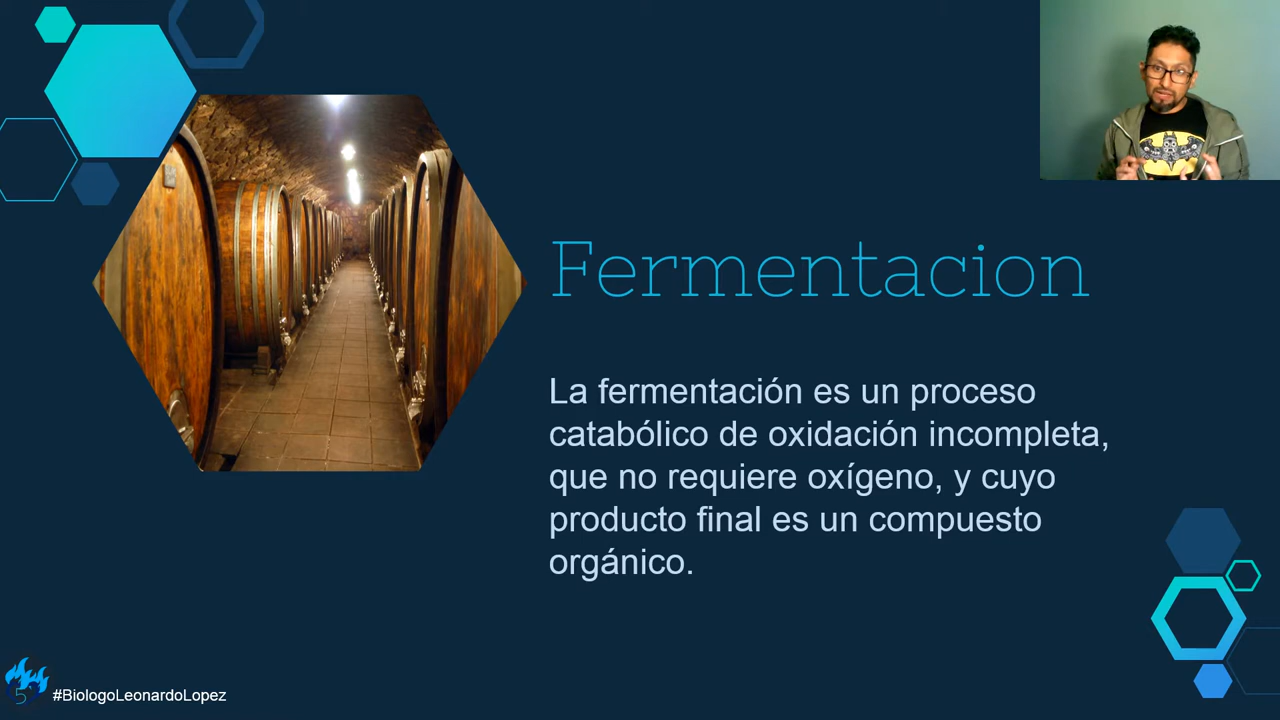 Fermentacion
La fermentación es un proceso
catabólico de oxidación incompleta,
que no requiere oxígeno, y cuyo
producto final es un compuesto
orgánico.
5
#BiologoLeonardoLopez